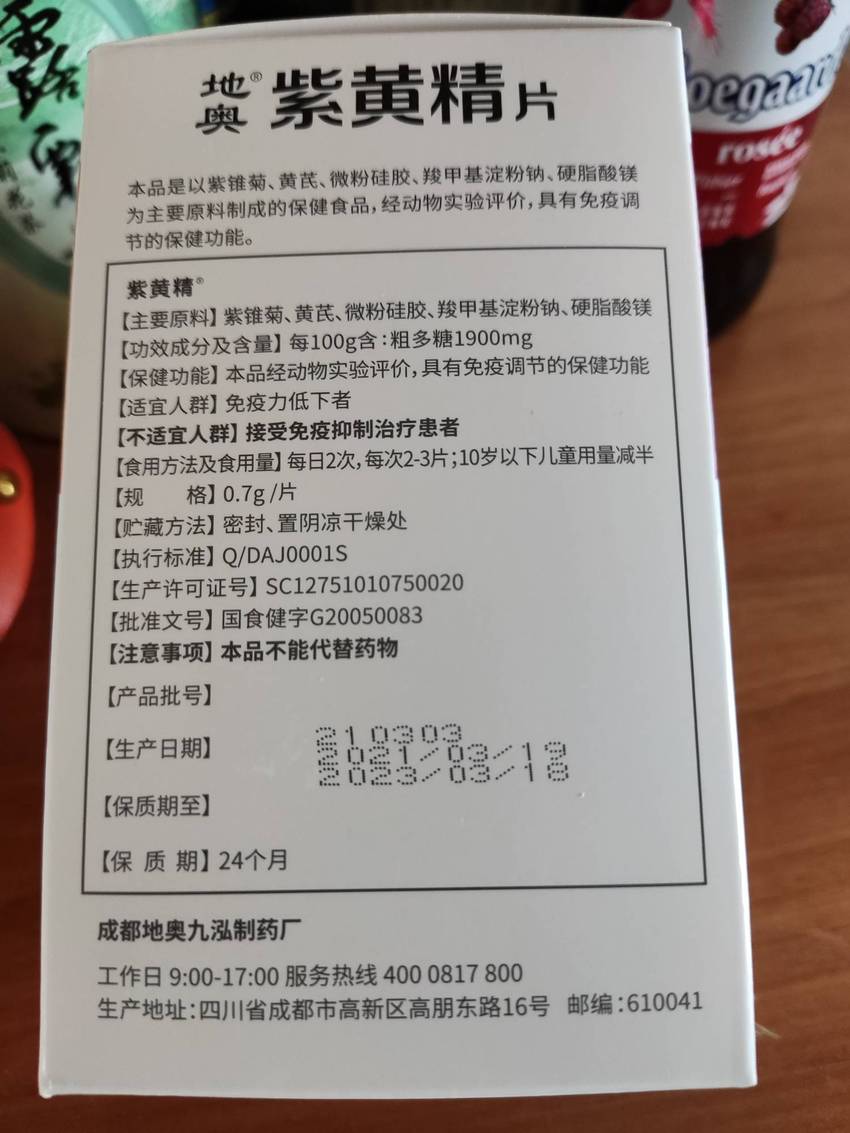 地奥® 紫黄精片
本品是以紫锥菊、黄芪、微粉硅胶、羧甲基淀粉钠、硬脂酸镁
为主要原料制成的保健食品,经动物实验评价,具有免疫调
节的保健功能。
紫黄精®
【主要原料】紫锥菊、黄芪、微粉硅胶、羧甲基淀粉钠、硬脂酸镁
【功效成分及含量】每100g含:粗多糖1900mg
【保健功能】本品经动物实验评价,具有免疫调节的保健功能
【适宜人群】免疫力低下者
【不适宜人群】接受免疫抑制治疗患者
【食用方法及食用量】每日2次,每次2-3片;10岁以下儿童用量减半
【规 格】0.7g/片
【贮藏方法】密封、置阴凉干燥处
【执行标准】Q/DAJ0001S
【生产许可证号】SC12751010750020
【批准文号】国食健字G20050083
【注意事项】本品不能代替药物
【产品批号】
210303
【生产日期】
2021/03/19
2023/03/18
【保质期至】
【保 质 期】24个月
成都地奥九泓制药厂
工作日 9:00-17:00 服务热线 400 0817 800
生产地址:四川省成都市高新区高朋东路16号 邮编:610041
露
oegaar
rosée